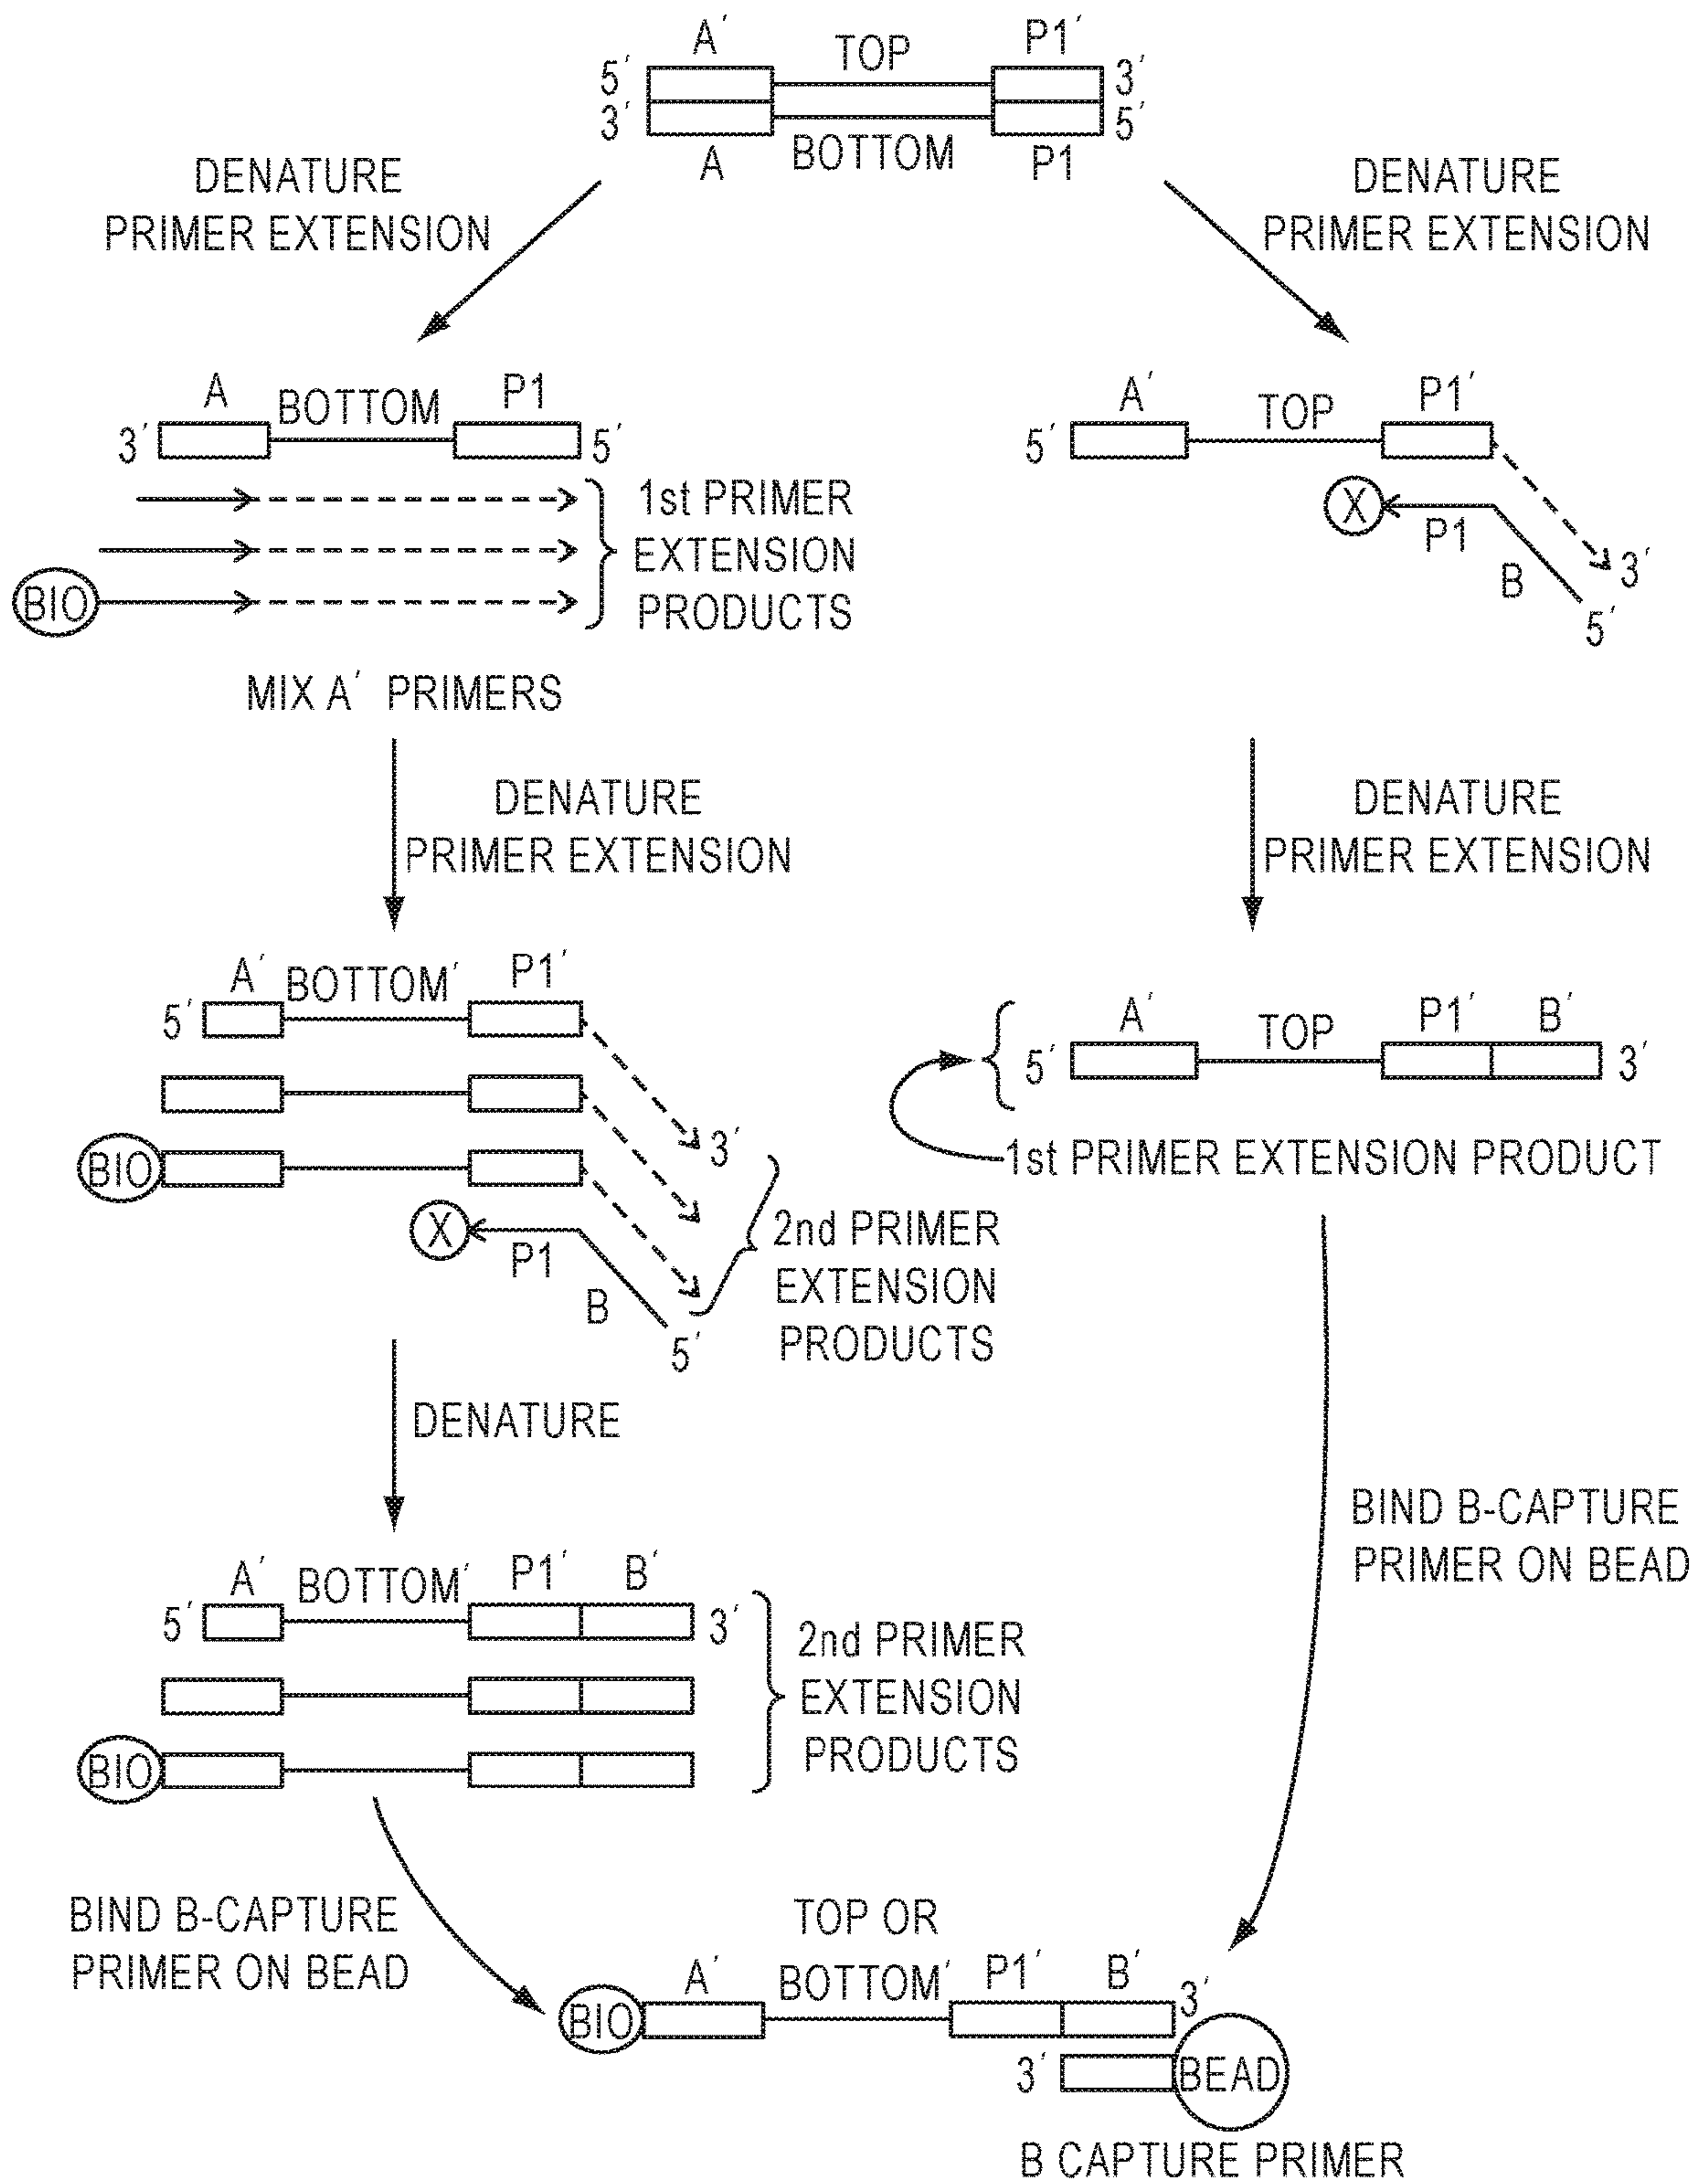 A′ TOP P1′
5′ 3′
3′ 5′
A BOTTOM P1
DENATURE
PRIMER EXTENSION
DENATURE
PRIMER EXTENSION
A BOTTOM P1
3′ 5′
1st PRIMER
EXTENSION
PRODUCTS
BIO
MIX A′ PRIMERS
A′ TOP P1′
5′
X
P1
B
3′
5′
DENATURE
PRIMER EXTENSION
DENATURE
PRIMER EXTENSION
A′ BOTTOM′ P1′
5′
3′
BIO
X
P1
B
5′
2nd PRIMER
EXTENSION
PRODUCTS
A′ TOP P1′ B′
5′ 3′
1st PRIMER EXTENSION PRODUCT
DENATURE
BIND B-CAPTURE
PRIMER ON BEAD
A′ BOTTOM′ P1′ B′
5′ 3′
BIO
2nd PRIMER
EXTENSION
PRODUCTS
BIND B-CAPTURE
PRIMER ON BEAD
TOP OR
A′ BOTTOM′ P1′ B′
BIO 3′
3′ BEAD
B CAPTURE PRIMER